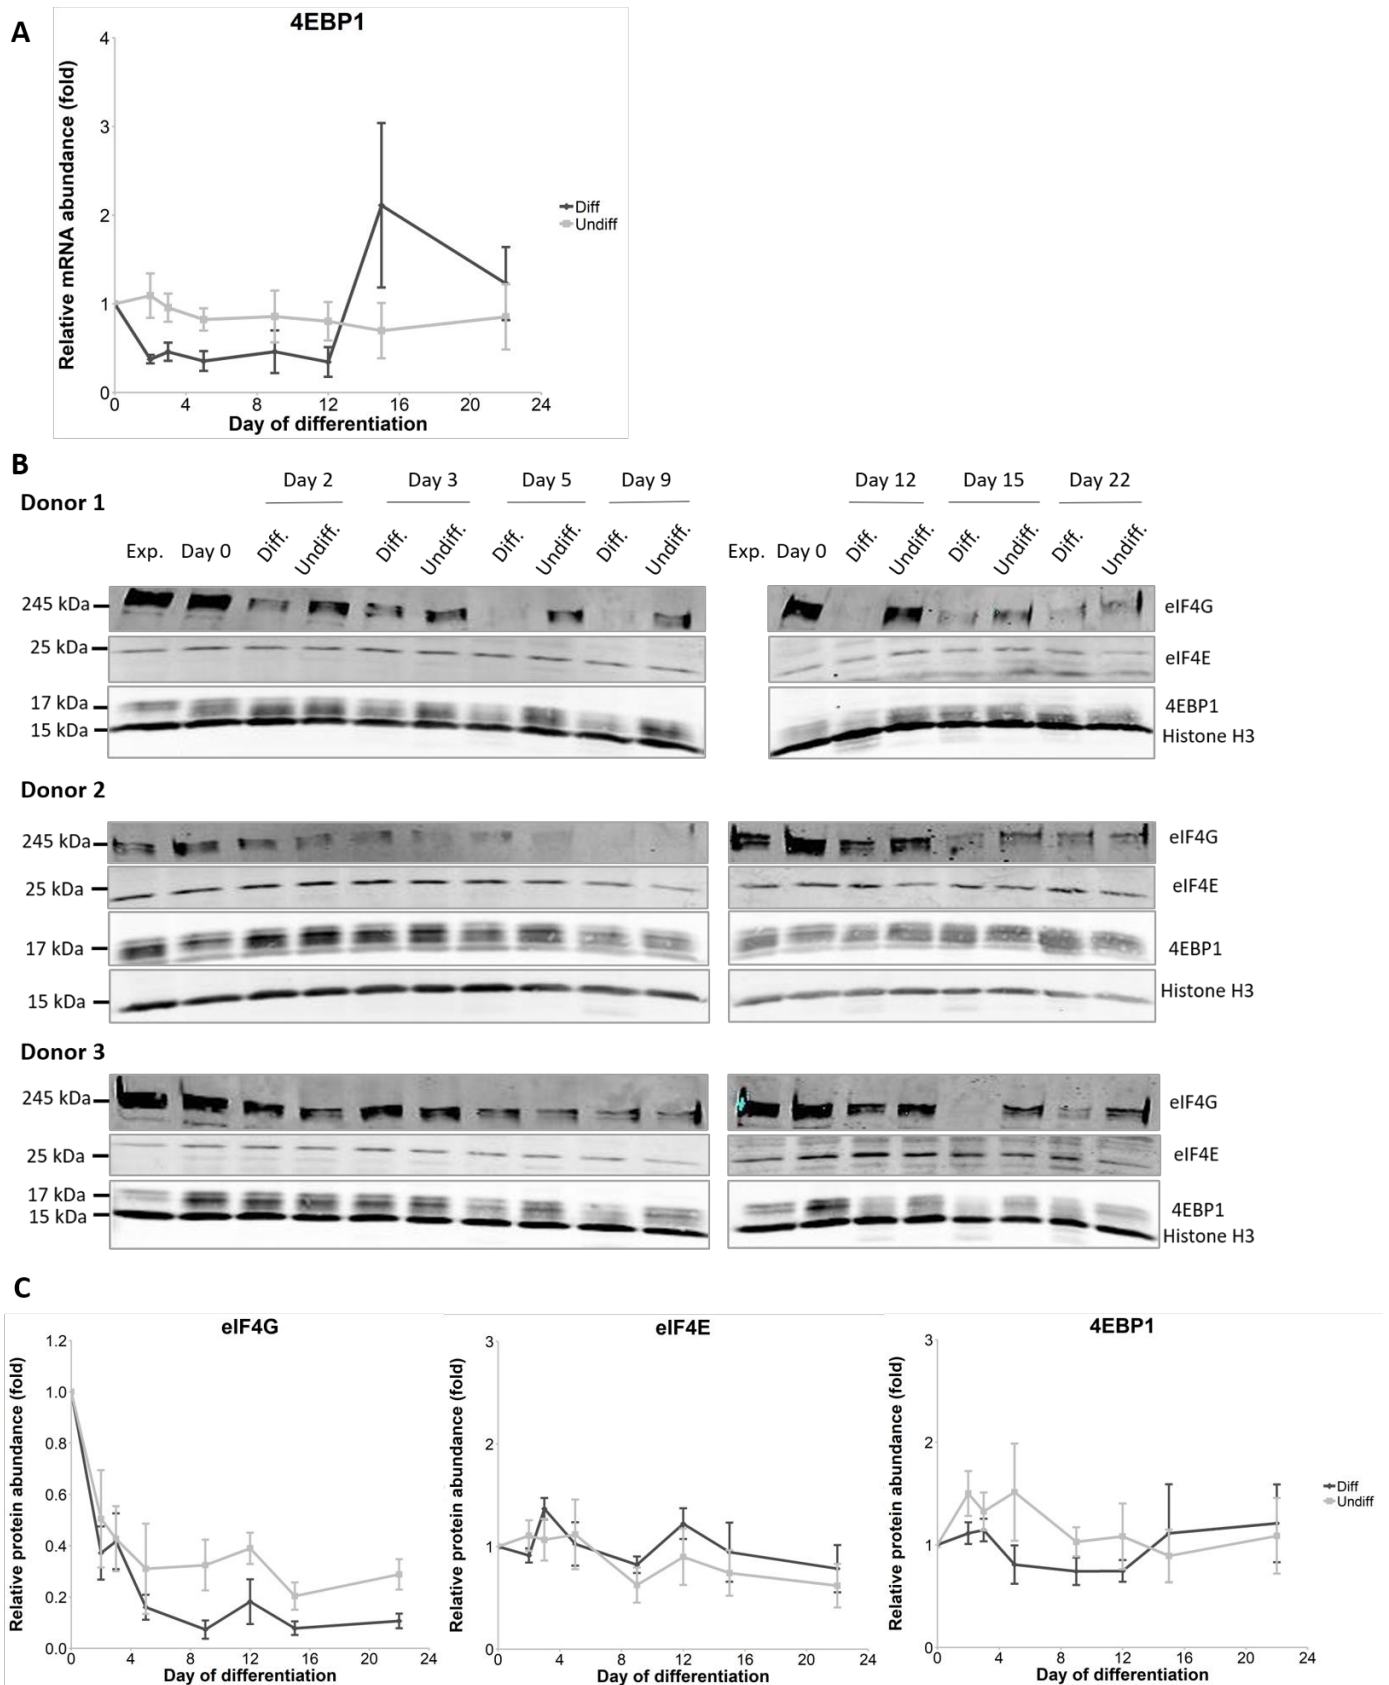 A
4EBP1
Relative mRNA abundance (fold)
4
3
2
1
0
0 4 8 12 16 20 24
Day of differentiation
Diff
Undiff
B
Donor 1
Day 2 Day 3 Day 5 Day 9 Day 12 Day 15 Day 22
Exp. Day 0 Diff. Undiff. Diff. Undiff. Diff. Undiff. Diff. Undiff. Exp. Day 0 Diff. Undiff. Diff. Undiff. Diff. Undiff.
245 kDa eIF4G
25 kDa eIF4E
17 kDa 4EBP1
15 kDa Histone H3
Donor 2
245 kDa eIF4G
25 kDa eIF4E
17 kDa 4EBP1
15 kDa Histone H3
Donor 3
245 kDa eIF4G
25 kDa eIF4E
17 kDa 4EBP1
15 kDa Histone H3
C
eIF4G
Relative protein abundance (fold)
1.2
1.0
0.8
0.6
0.4
0.2
0.0
0 4 8 12 16 20 24
Day of differentiation
eIF4E
Relative protein abundance (fold)
3
2
1
0
0 4 8 12 16 20 24
Day of differentiation
4EBP1
Relative protein abundance (fold)
3
2
1
0
0 4 8 12 16 20 24
Day of differentiation
Diff
Undiff